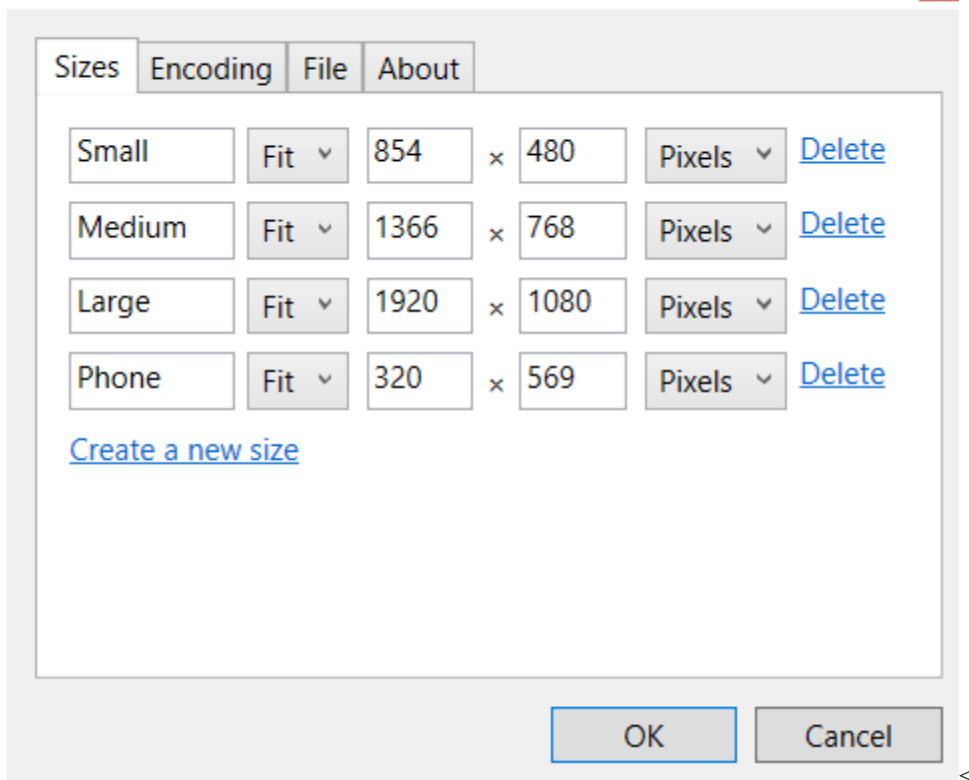 Sizes Encoding File About
Small Fit 854 × 480 Pixels Delete
Medium Fit 1366 × 768 Pixels Delete
Large Fit 1920 × 1080 Pixels Delete
Phone Fit 320 × 569 Pixels Delete
Create a new size
OK Cancel
<